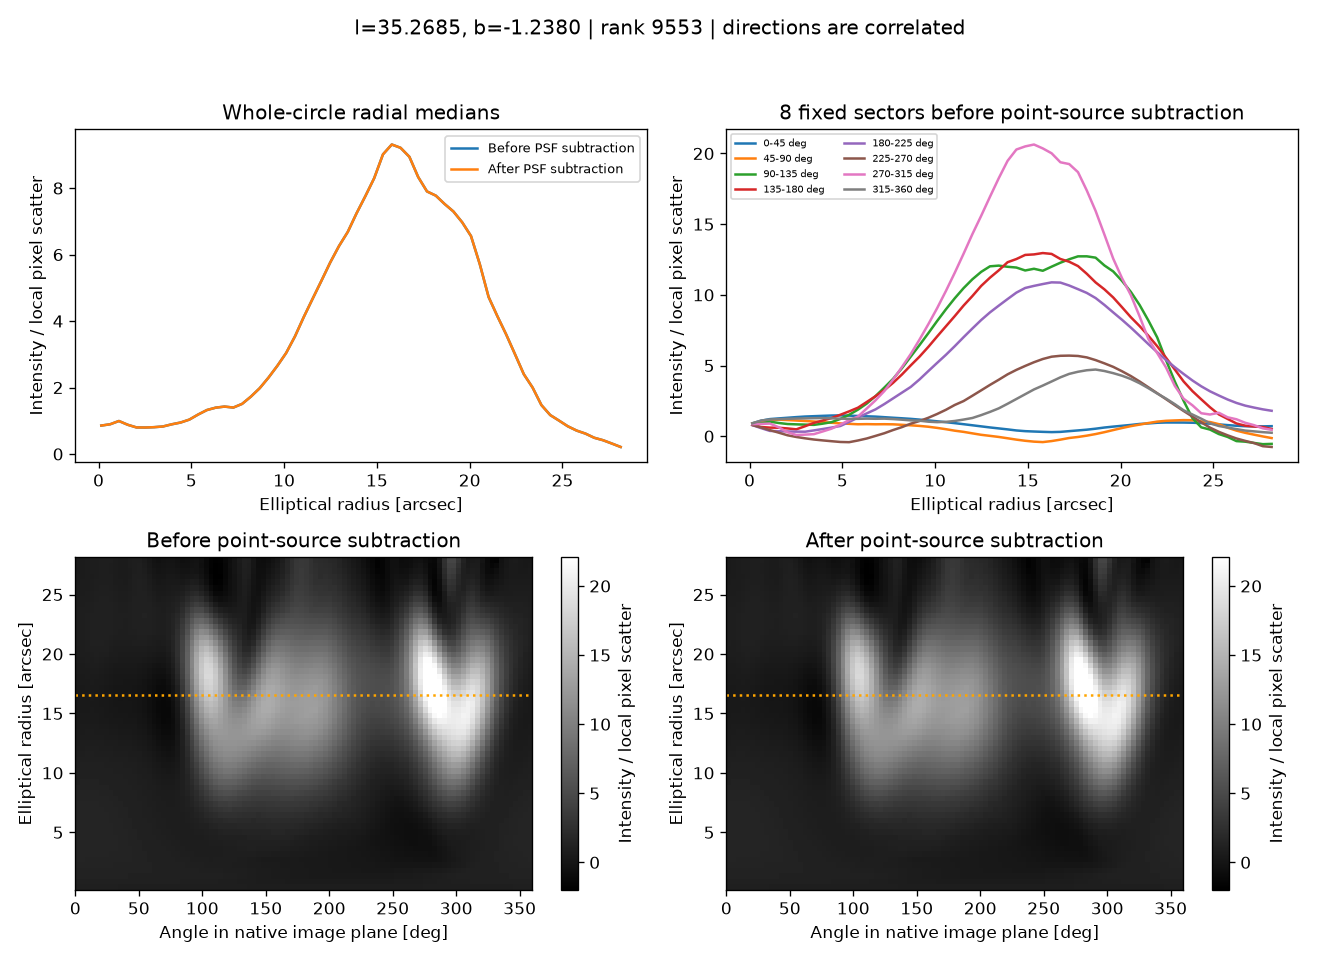 l=35.2685, b=-1.2380 | rank 9553 | directions are correlated
Whole-circle radial medians
Before PSF subtraction
After PSF subtraction
Intensity / local pixel scatter
8
6
4
2
0
0 5 10 15 20 25
Elliptical radius [arcsec]
8 fixed sectors before point-source subtraction
0-45 deg
45-90 deg
90-135 deg
135-180 deg
180-225 deg
225-270 deg
270-315 deg
315-360 deg
Intensity / local pixel scatter
20
15
10
5
0
0 5 10 15 20 25
Elliptical radius [arcsec]
Before point-source subtraction
Elliptical radius [arcsec]
25
20
15
10
5
0 50 100 150 200 250 300 350
Angle in native image plane [deg]
20
15
10
5
0
Intensity / local pixel scatter
After point-source subtraction
Elliptical radius [arcsec]
25
20
15
10
5
0 50 100 150 200 250 300 350
Angle in native image plane [deg]
20
15
10
5
0
Intensity / local pixel scatter